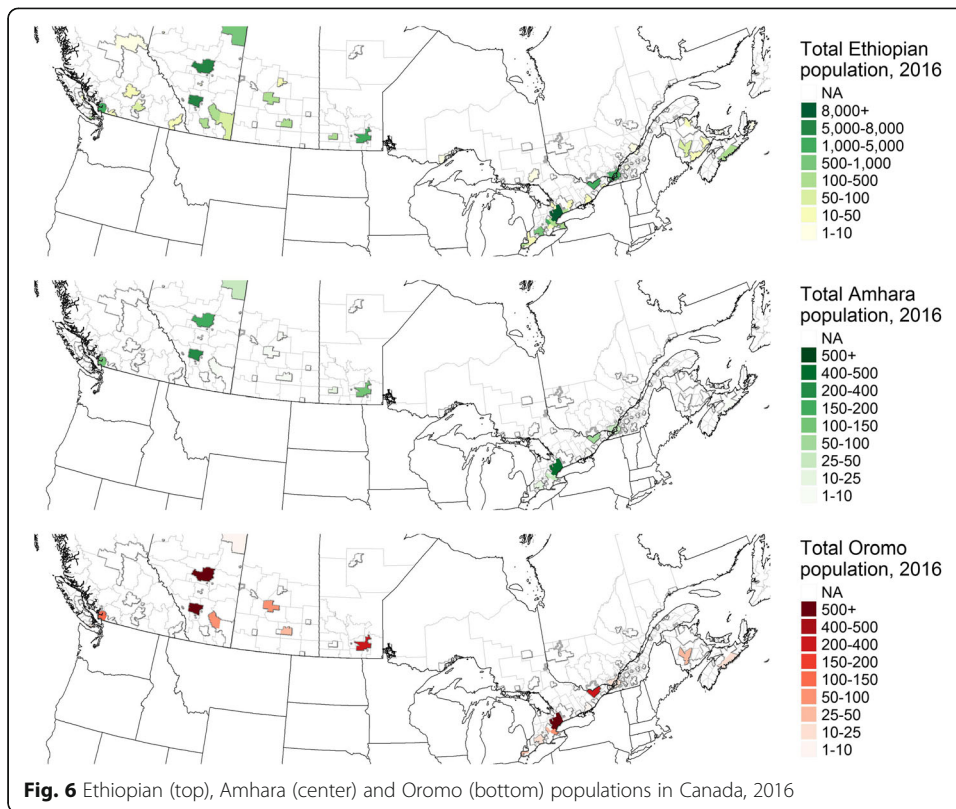 Total Ethiopian
population, 2016
NA
8,000+
5,000-8,000
1,000-5,000
500-1,000
100-500
50-100
10-50
1-10
Total Amhara
population, 2016
NA
500+
400-500
200-400
150-200
100-150
50-100
25-50
10-25
1-10
Total Oromo
population, 2016
NA
500+
400-500
200-400
150-200
100-150
50-100
25-50
10-25
1-10
Fig. 6 Ethiopian (top), Amhara (center) and Oromo (bottom) populations in Canada, 2016